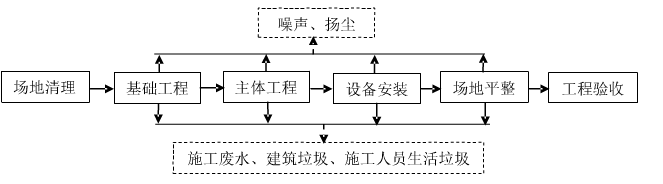 噪声、扬尘
场地清理
基础工程
主体工程
设备安装
场地平整
工程验收
施工废水、建筑垃圾、施工人员生活垃圾